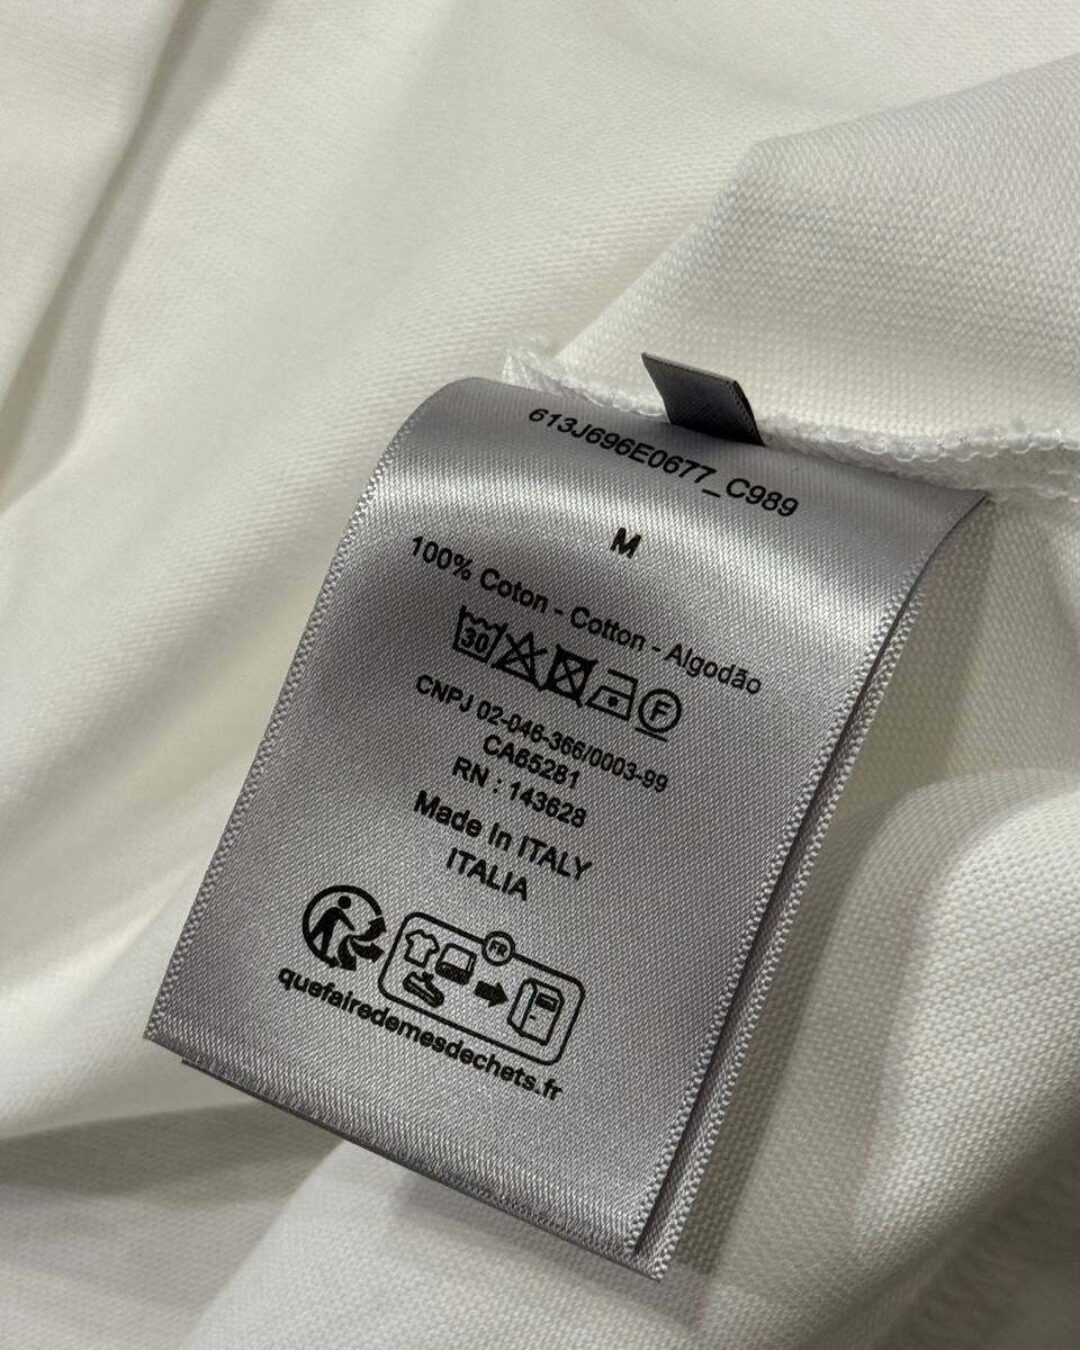 613J696E0677_C989
M
100% Coton - Cotton - Algodão
30 F
CNPJ 02-046-366/0003-99
CA65281
RN : 143628
Made In ITALY
ITALIA
FR
quefairedemesdechets.fr